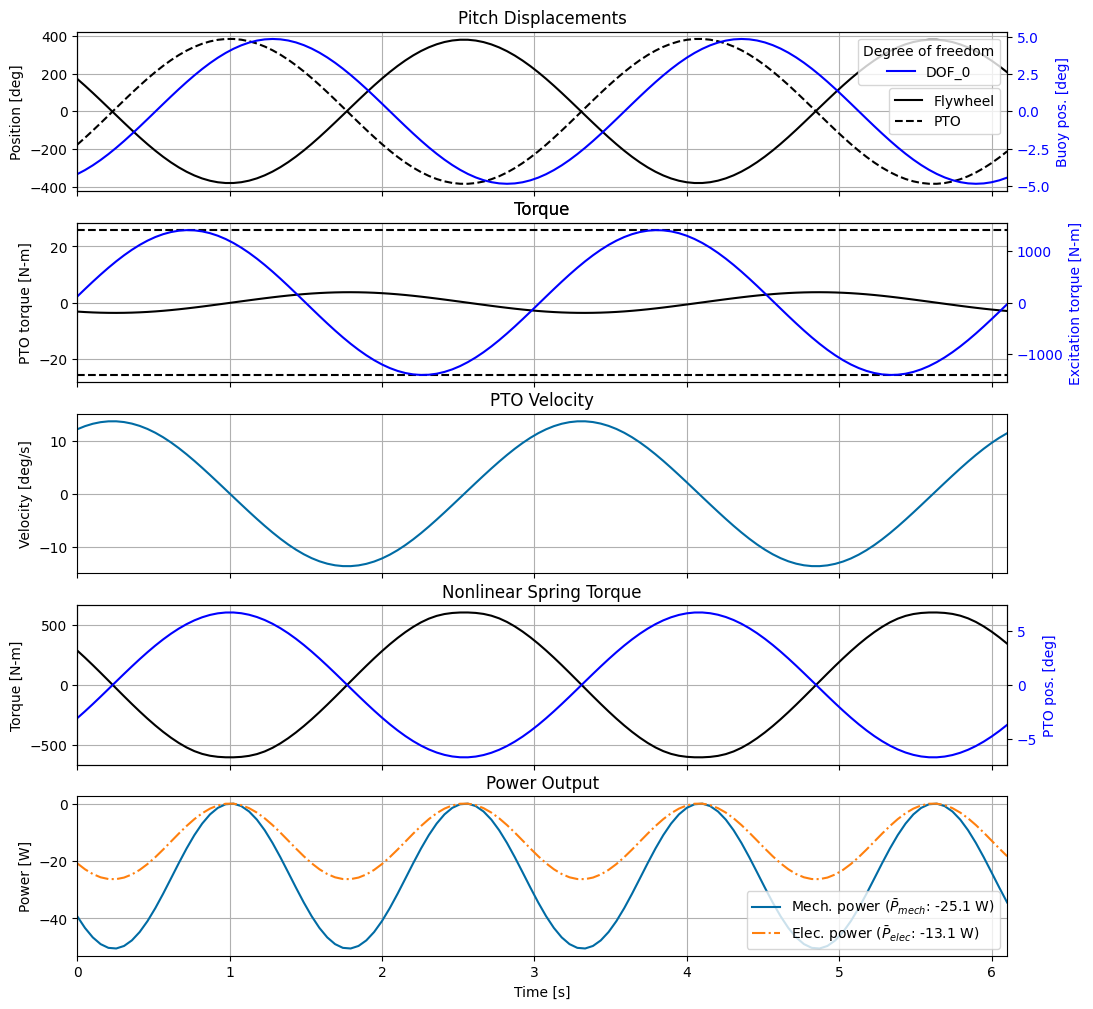 Pitch Displacements
Position [deg]
400
200
0
−200
−400
5.0
2.5
0.0
−2.5
−5.0
Buoy pos. [deg]
Degree of freedom
DOF_0
Flywheel
PTO
Torque
PTO torque [N-m]
20
0
−20
1000
0
−1000
Excitation torque [N-m]
PTO Velocity
Velocity [deg/s]
10
0
−10
Nonlinear Spring Torque
Torque [N-m]
500
0
−500
5
0
−5
PTO pos. [deg]
Power Output
Power [W]
0
−20
−40
Mech. power (P̄mech: -25.1 W)
Elec. power (P̄elec: -13.1 W)
0 1 2 3 4 5 6
Time [s]